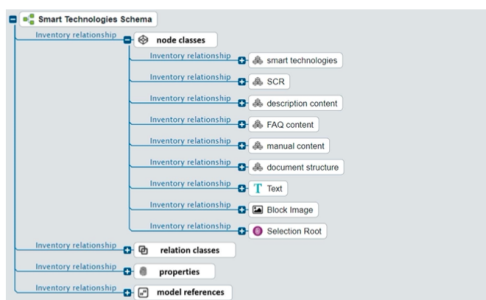 Smart Technologies Schema
Inventory relationship node classes
Inventory relationship smart technologies
Inventory relationship SCR
Inventory relationship description content
Inventory relationship FAQ content
Inventory relationship manual content
Inventory relationship document structure
Inventory relationship T Text
Inventory relationship Block Image
Inventory relationship Selection Root
Inventory relationship relation classes
Inventory relationship properties
Inventory relationship model references